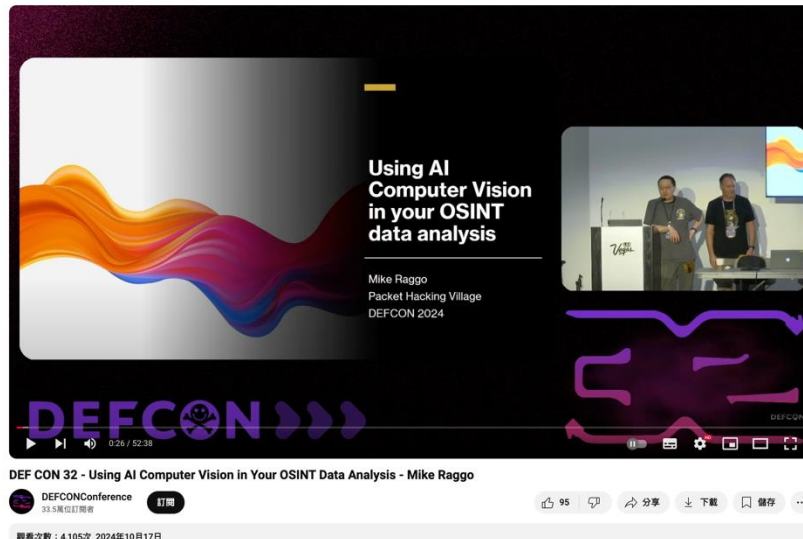 Using AI
Computer Vision
in your OSINT
data analysis
Mike Raggo
Packet Hacking Village
DEFCON 2024
Vegas
DEFCON
DEFCON
0:26 / 52:38
DEF CON 32 - Using AI Computer Vision in Your OSINT Data Analysis - Mike Raggo
DEFCONConference
33.5萬位訂閱者
訂閱
95
分享
下載
儲存
觀看次數：4,105次 2024年10月17日